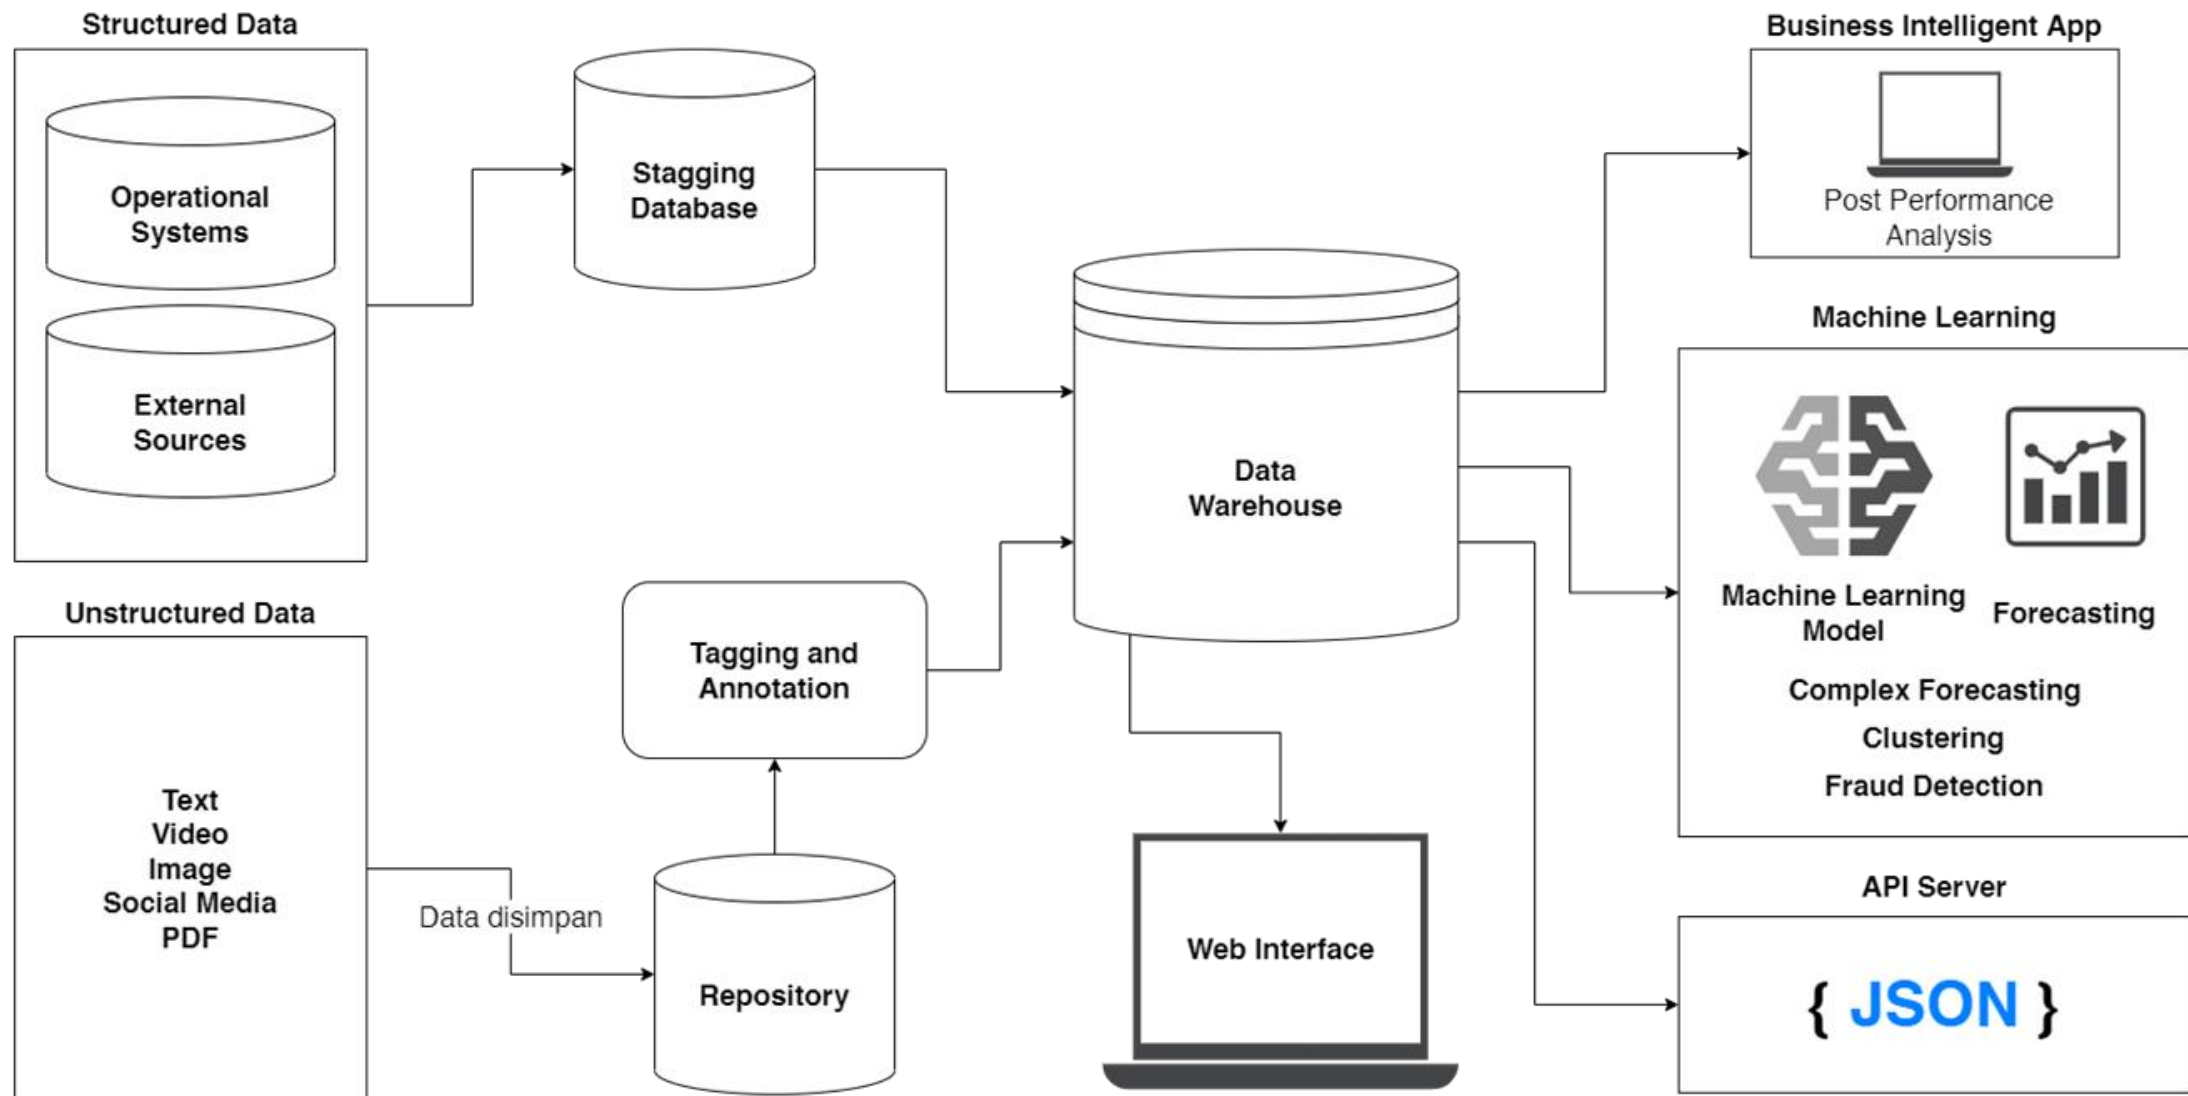 Structured Data
Operational
Systems
External
Sources
Stagging
Database
Unstructured Data
Text
Video
Image
Social Media
PDF
Data disimpan
Repository
Tagging and
Annotation
Data
Warehouse
Web Interface
Business Intelligent App
Post Performance
Analysis
Machine Learning
Machine Learning
Model
Forecasting
Complex Forecasting
Clustering
Fraud Detection
API Server
{ JSON }